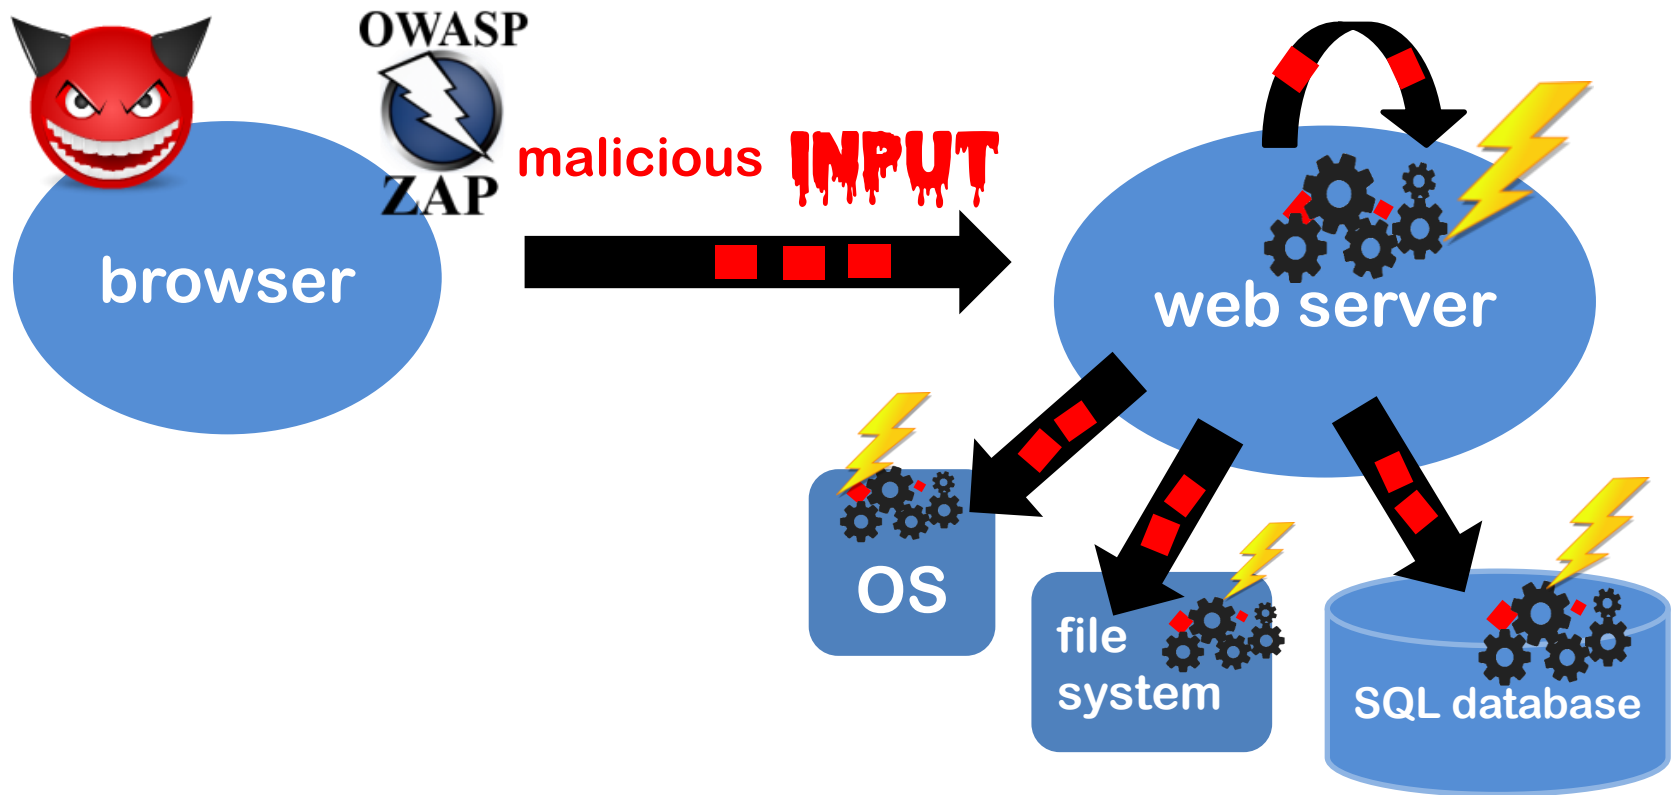 OWASP
ZAP
malicious INPUT
browser
web server
OS
file
system
SQL database